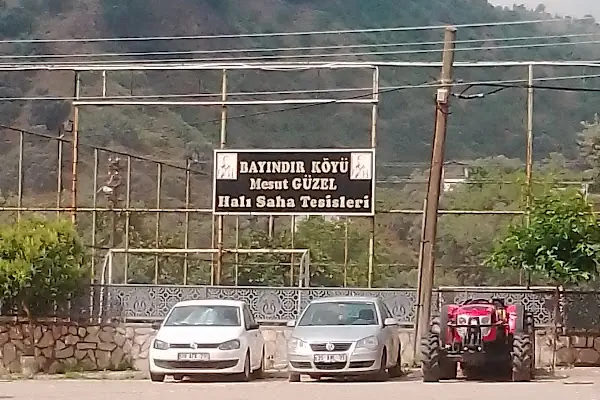 BAYINDIR KÖYÜ
Mesut GÜZEL
Halı Saha Tesisleri